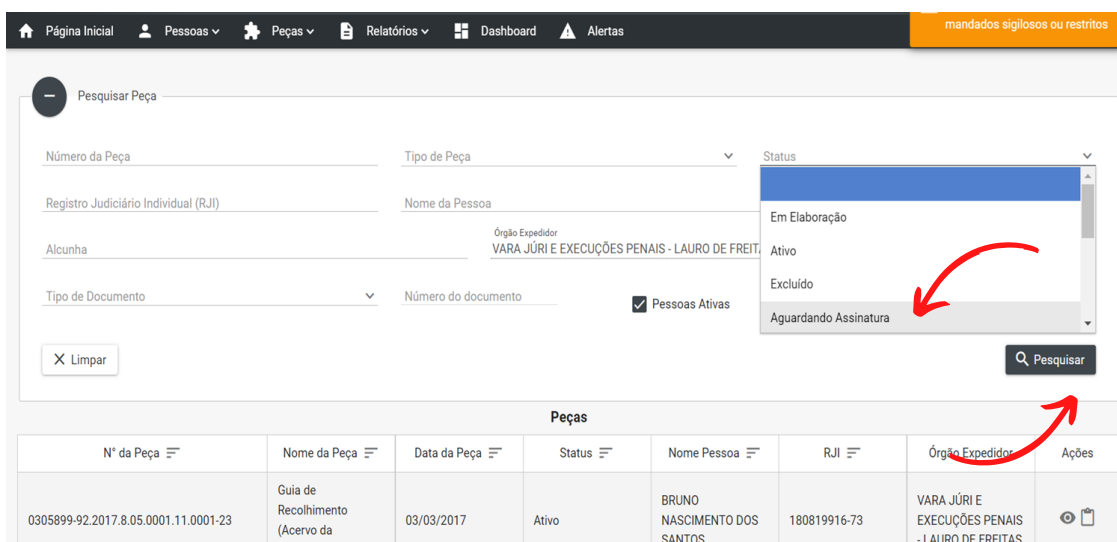 Página Inicial Pessoas Peças Relatórios Dashboard Alertas
mandados sigilosos ou restritos
Pesquisar Peça
Número da Peça Tipo de Peça Status
Registro Judiciário Individual (RJI) Nome da Pessoa
Em Elaboração
Órgão Expedidor
Alcunha VARA JÚRI E EXECUÇÕES PENAIS - LAURO DE FREIT
Ativo
Excluído
Tipo de Documento Número do documento Pessoas Ativas
Aguardando Assinatura
Limpar Pesquisar
Peças
N° da Peça Nome da Peça Data da Peça Status Nome Pessoa RJI Órgão Expedidor Ações
Guia de
Recolhimento
(Acervo da
0305899-92.2017.8.05.0001.11.0001-23 03/03/2017 Ativo
BRUNO
NASCIMENTO DOS
SANTOS
180819916-73
VARA JÚRI E
EXECUÇÕES PENAIS
- LAURO DE FREITAS